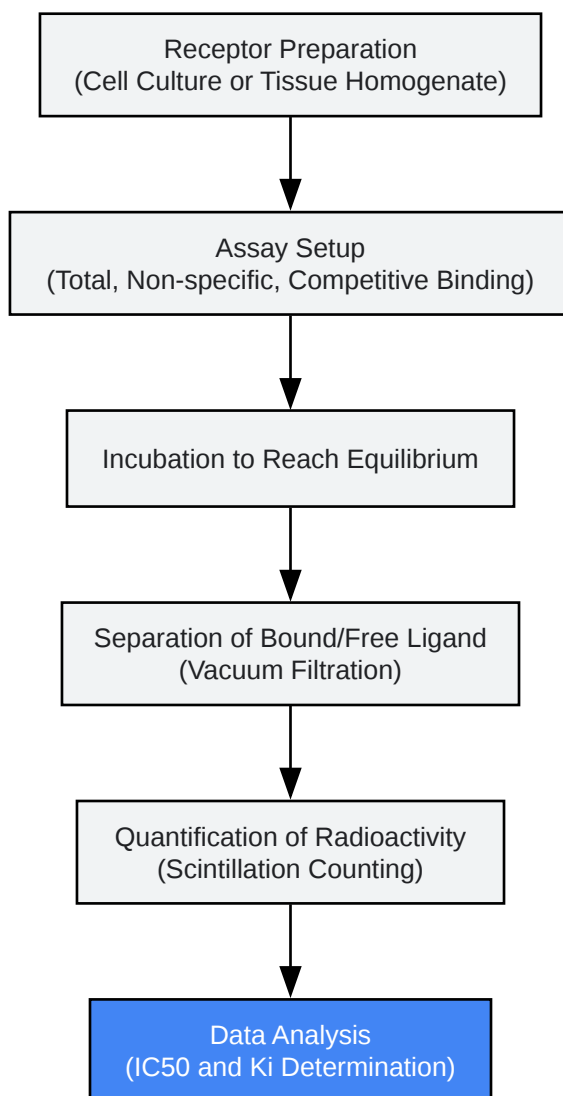 Receptor Preparation
(Cell Culture or Tissue Homogenate)
Assay Setup
(Total, Non-specific, Competitive Binding)
Incubation to Reach Equilibrium
Separation of Bound/Free Ligand
(Vacuum Filtration)
Quantification of Radioactivity
(Scintillation Counting)
Data Analysis
(IC50 and Ki Determination)